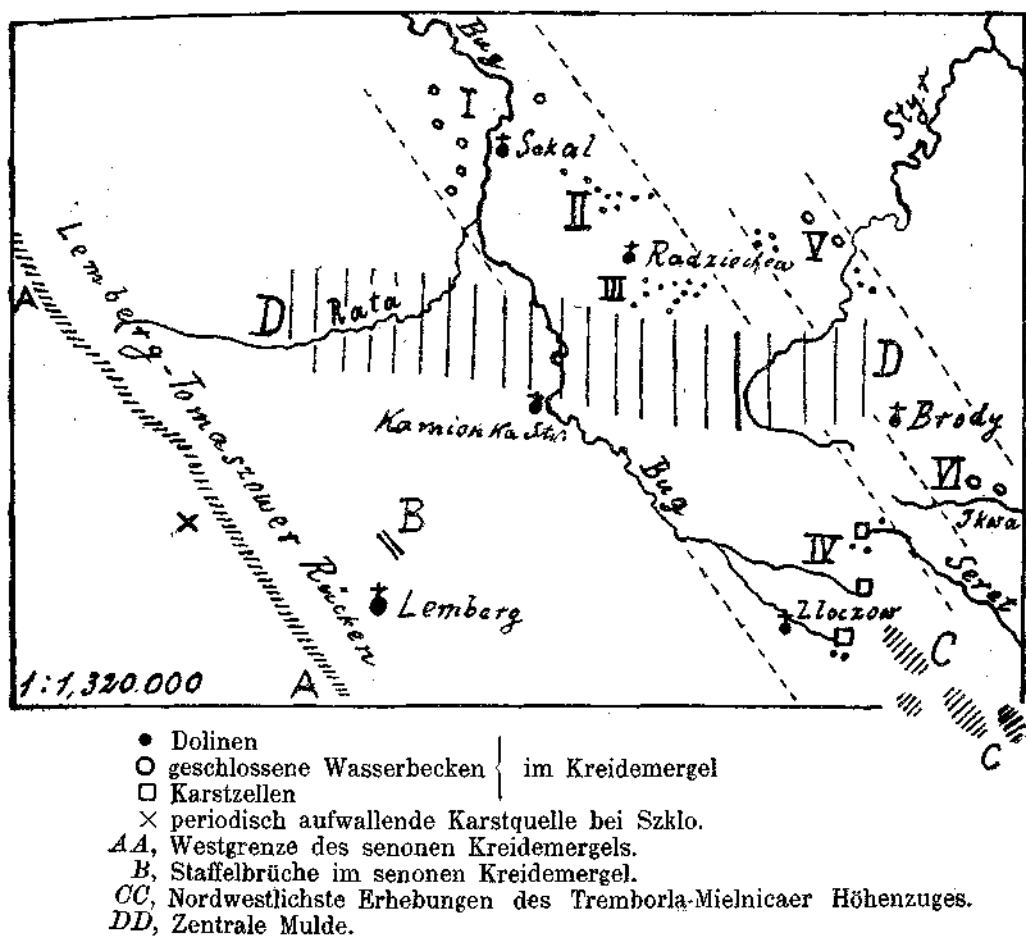 Bug
Styr
I
Sokal
II
V
Radziechow
III
Lemberg-Tomaszower Rücken
A
D
Rata
D
Brody
Kamionka Str.
VI
Ikwa
Bug
B
IV
Seret
Lemberg
Zloczow
C
1:1,320.000
A
C
Dolinen
geschlossene Wasserbecken } im Kreidemergel
Karstzellen
× periodisch aufwallende Karstquelle bei Szklo.
AA, Westgrenze des senonen Kreidemergels.
B, Staffelbrüche im senonen Kreidemergel.
CC, Nordwestlichste Erhebungen des Tremborla-Mielnicaer Höhenzuges.
DD, Zentrale Mulde.